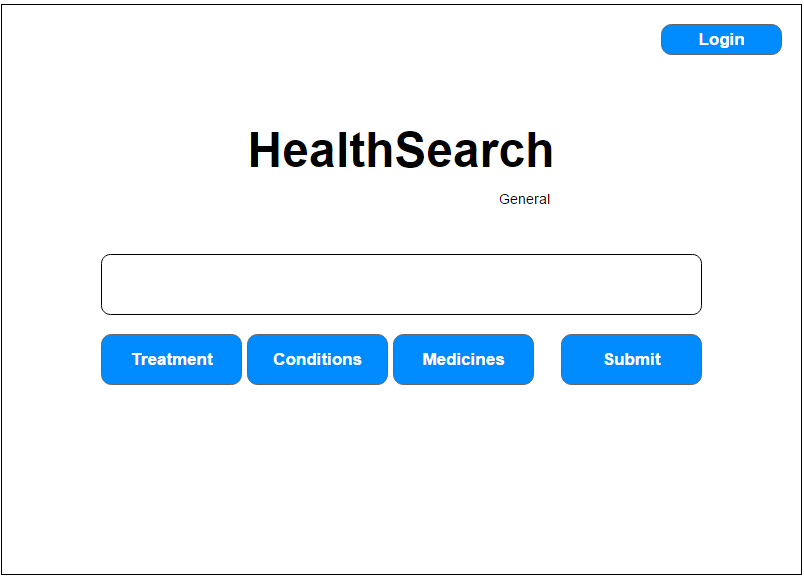 Login
HealthSearch
General
Treatment Conditions Medicines Submit